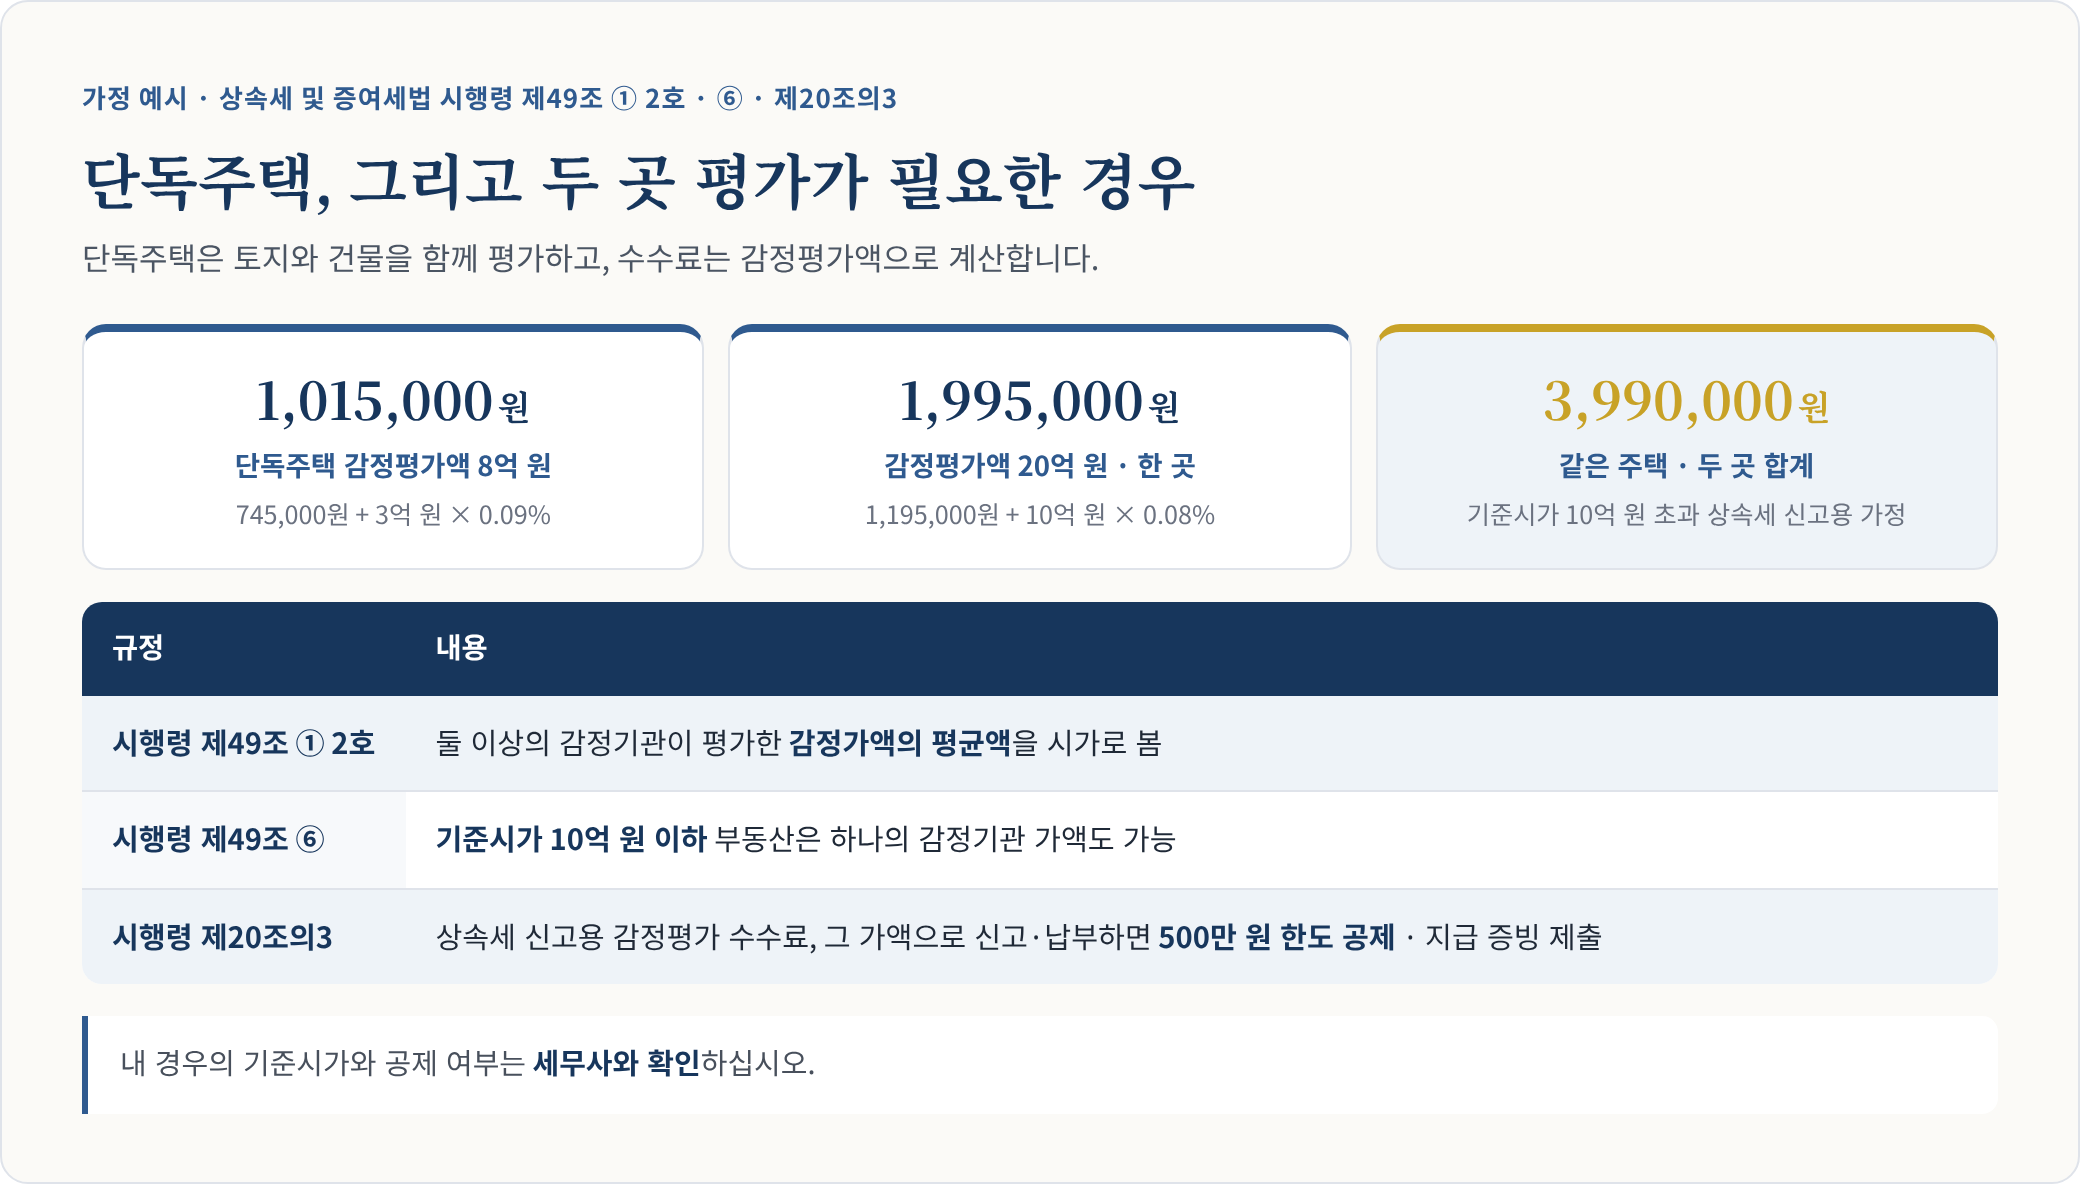 가정 예시 · 상속세 및 증여세법 시행령 제49조 ① 2호 · ⑥ · 제20조의3
단독주택, 그리고 두 곳 평가가 필요한 경우
단독주택은 토지와 건물을 함께 평가하고, 수수료는 감정평가액으로 계산합니다.
1,015,000원
단독주택 감정평가액 8억 원
745,000원 + 3억 원 × 0.09%
1,995,000원
감정평가액 20억 원 · 한 곳
1,195,000원 + 10억 원 × 0.08%
3,990,000원
같은 주택 · 두 곳 합계
기준시가 10억 원 초과 상속세 신고용 가정
규정 내용
시행령 제49조 ① 2호 둘 이상의 감정기관이 평가한 감정가액의 평균액을 시가로 봄
시행령 제49조 ⑥ 기준시가 10억 원 이하 부동산은 하나의 감정기관 가액도 가능
시행령 제20조의3 상속세 신고용 감정평가 수수료, 그 가액으로 신고·납부하면 500만 원 한도 공제 · 지급 증빙 제출
내 경우의 기준시가와 공제 여부는 세무사와 확인하십시오.